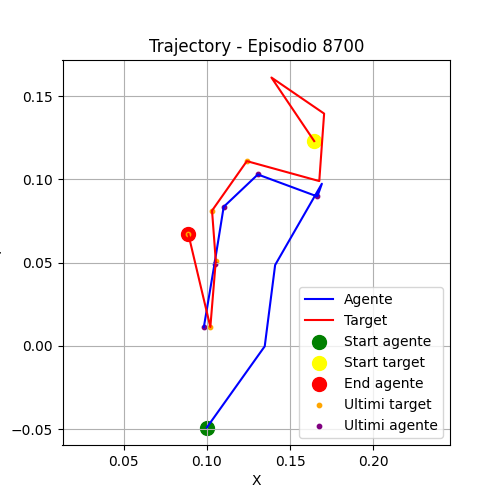 Trajectory - Episodio 8700
0.15
0.10
0.05
0.00
−0.05
0.05
0.10
0.15
0.20
X
Agente
Target
Start agente
Start target
End agente
Ultimi target
Ultimi agente